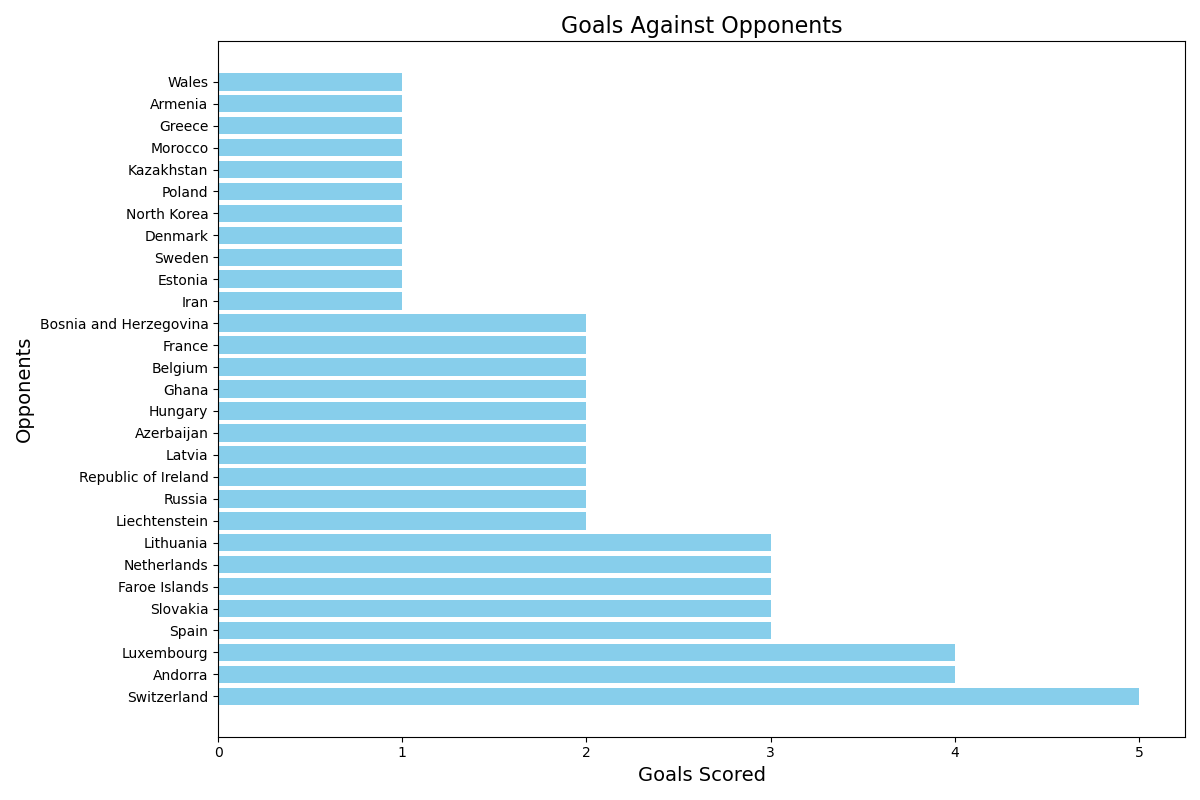 Goals Against Opponents
Opponents
Wales
Armenia
Greece
Morocco
Kazakhstan
Poland
North Korea
Denmark
Sweden
Estonia
Iran
Bosnia and Herzegovina
France
Belgium
Ghana
Hungary
Azerbaijan
Latvia
Republic of Ireland
Russia
Liechtenstein
Lithuania
Netherlands
Faroe Islands
Slovakia
Spain
Luxembourg
Andorra
Switzerland
0 1 2 3 4 5
Goals Scored